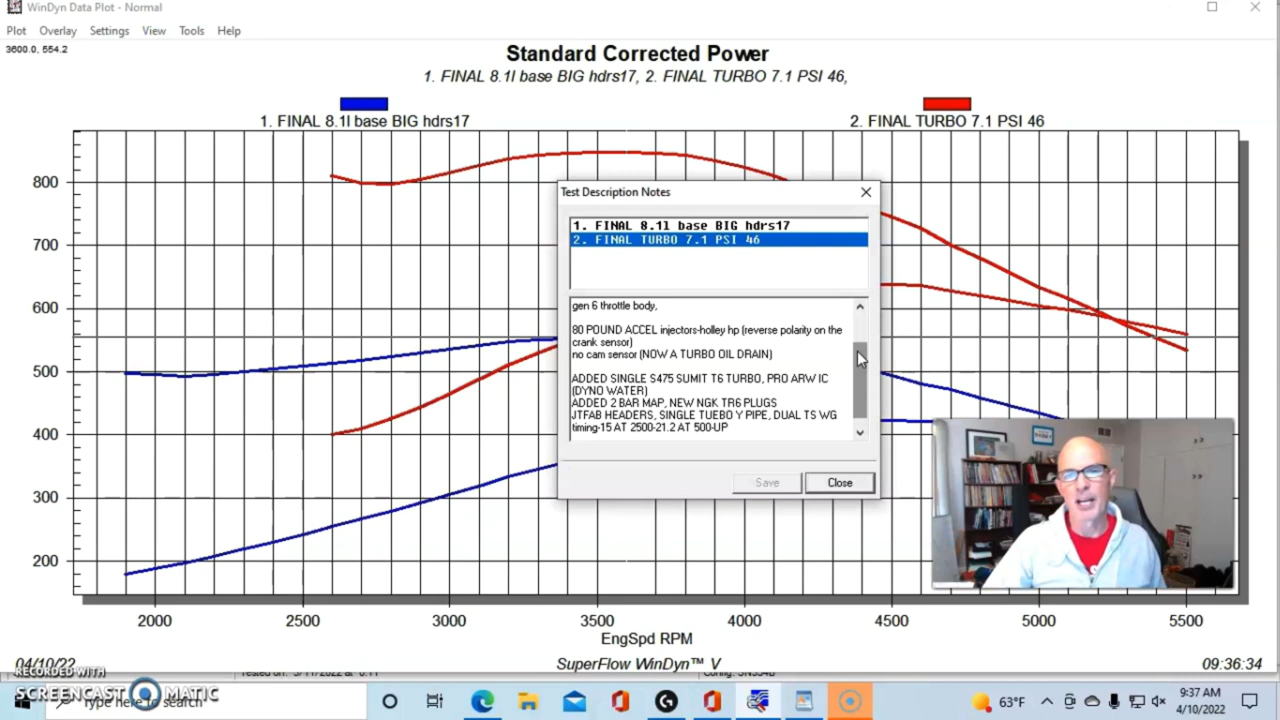 WinDyn Data Plot - Normal
Plot Overlay Settings View Tools Help
3600.0, 554.2
Standard Corrected Power
1. FINAL 8.1l base BIG hdrs17, 2. FINAL TURBO 7.1 PSI 46,
1. FINAL 8.1l base BIG hdrs17
2. FINAL TURBO 7.1 PSI 46
800
700
600
500
400
300
200
Test Description Notes
1. FINAL 8.1l base BIG hdrs17
2. FINAL TURBO 7.1 PSI 46
gen 6 throttle body,
80 POUND ACCEL injectors-holley hp (reverse polarity on the
crank sensor)
no cam sensor (NOW A TURBO OIL DRAIN)
ADDED SINGLE S475 SUMIT T6 TURBO, PRO ARW IC
(DYNO WATER)
ADDED 2 BAR MAP, NEW NGK TR6 PLUGS
JTFAB HEADERS, SINGLE TUEBO Y PIPE, DUAL TS WG
timing-15 AT 2500-21.2 AT 500-UP
Save Close
2000 2500 3000 3500 4000 4500 5000 5500
EngSpd RPM
04/10/22 SuperFlow WinDyn™ V 09:36:34
RECORDED WITH
SCREENCAST MATIC
Type here to search
63°F
9:37 AM
4/10/2022